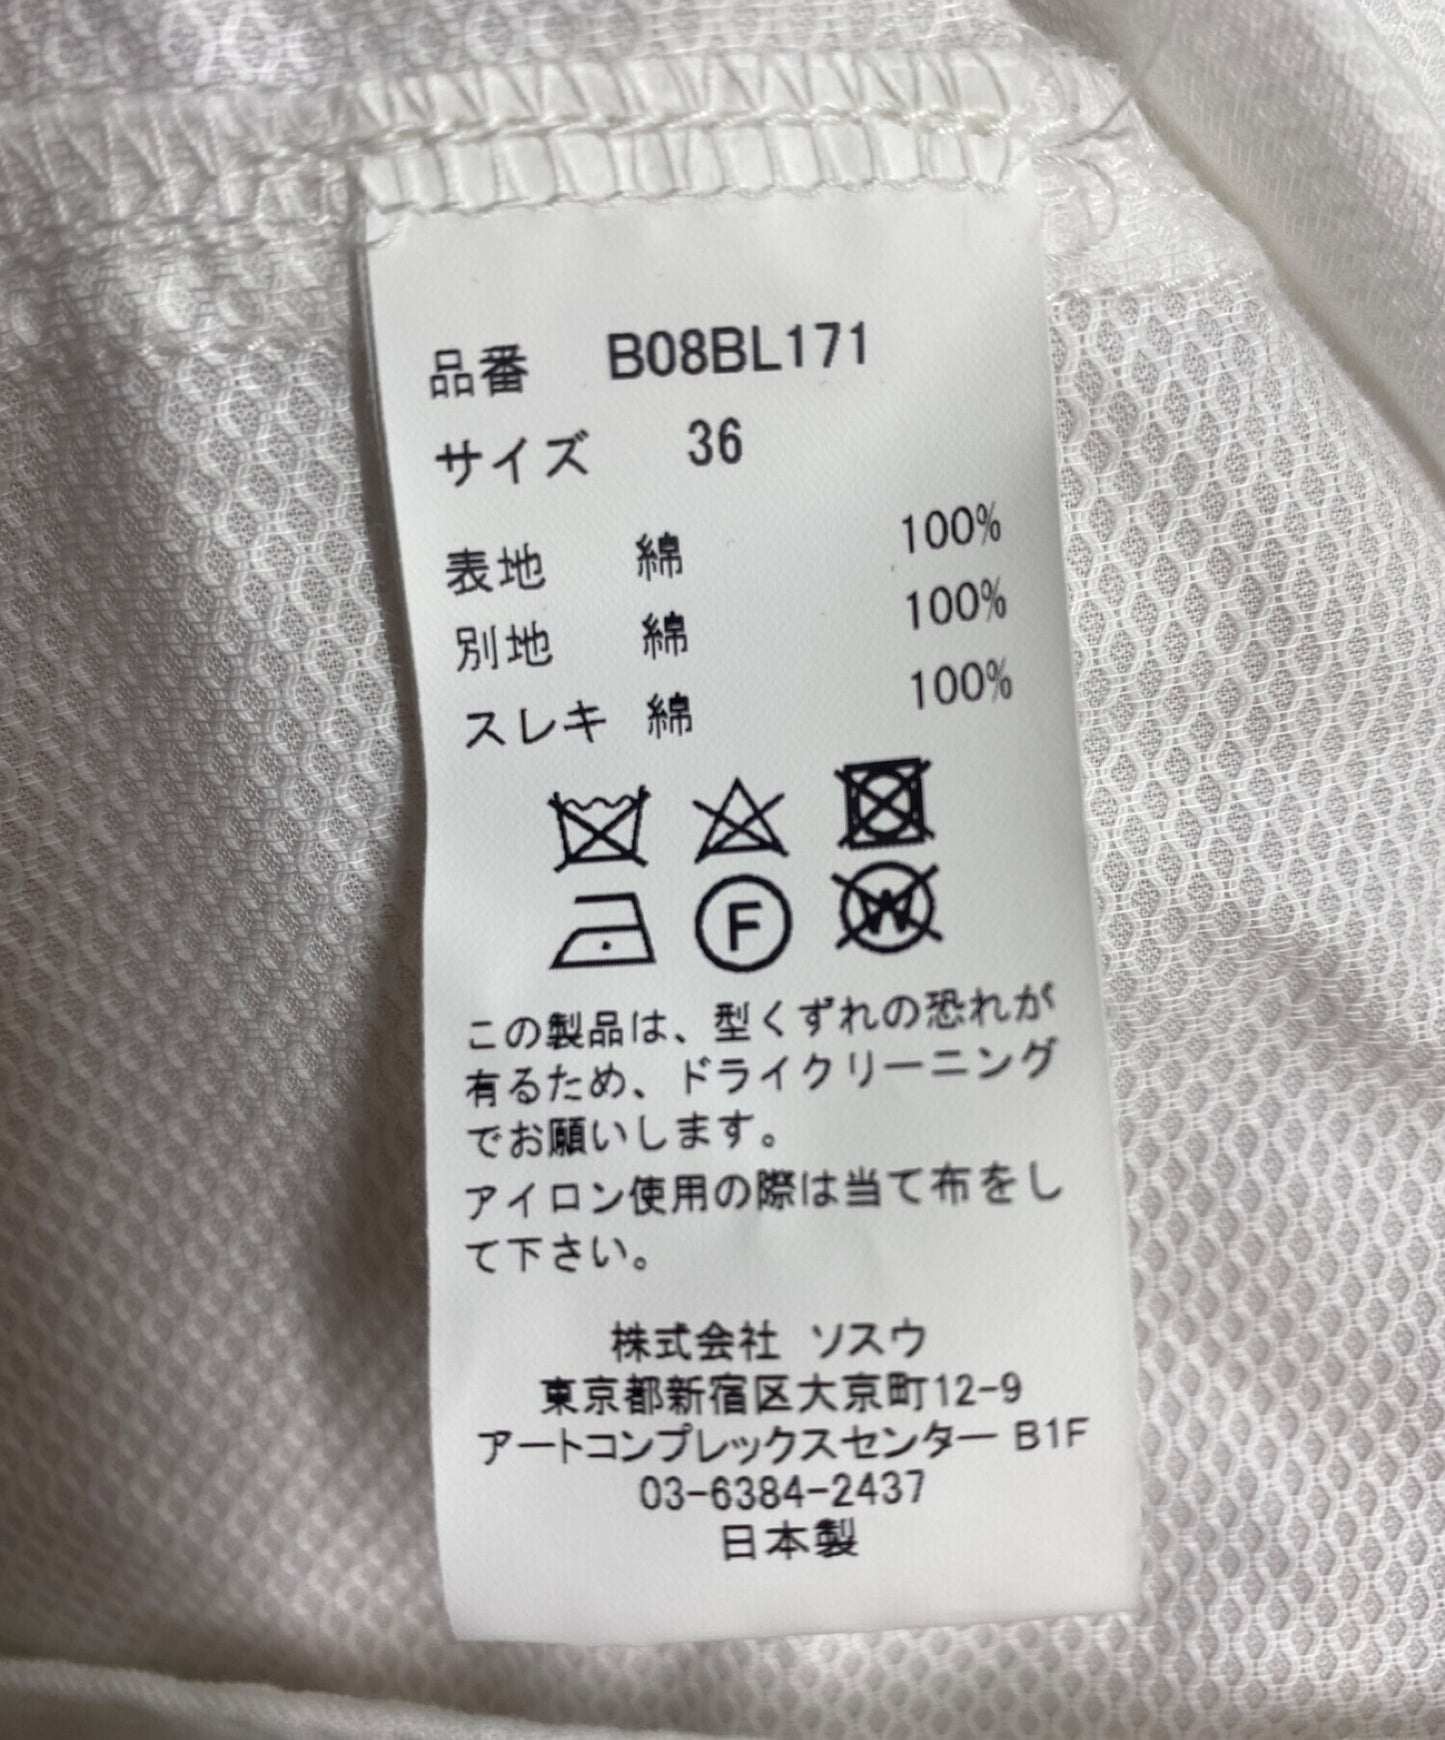 品番 B08BL171
サイズ 36
表地 綿 100%
別地 綿 100%
スレキ 綿 100%
F W
この製品は、型くずれの恐れが
有るため、ドライクリーニング
でお願いします。
アイロン使用の際は当て布をし
て下さい。
株式会社 ソスウ
東京都新宿区大京町12-9
アートコンプレックスセンター B1F
03-6384-2437
日本製